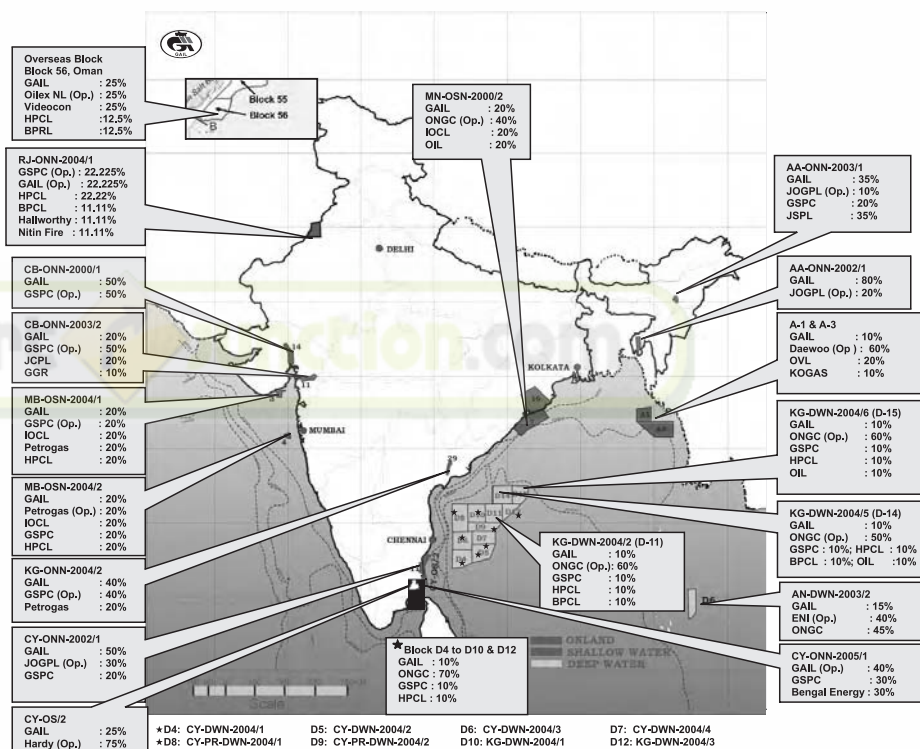 GAIL
Overseas Block
Block 56, Oman
GAIL : 25%
Oilex NL (Op.) : 25%
Videocon : 25%
HPCL :12.5%
BPRL :12.5%
Block 55
Block 56
B
RJ-ONN-2004/1
GSPC (Op.) : 22.225%
GAIL (Op.) : 22.225%
HPCL : 22.22%
BPCL : 11.11%
Hallworthy : 11.11%
Nitin Fire : 11.11%
CB-ONN-2000/1
GAIL : 50%
GSPC (Op.) : 50%
CB-ONN-2003/2
GAIL : 20%
GSPC (Op.) : 50%
JCPL : 20%
GGR : 10%
MB-OSN-2004/1
GAIL : 20%
GSPC (Op.) : 20%
IOCL : 20%
Petrogas : 20%
HPCL : 20%
MB-OSN-2004/2
GAIL : 20%
Petrogas (Op.) : 20%
IOCL : 20%
GSPC : 20%
HPCL : 20%
KG-ONN-2004/2
GAIL : 40%
GSPC (Op.) : 40%
Petrogas : 20%
CY-ONN-2002/1
GAIL : 50%
JOGPL (Op.) : 30%
GSPC : 20%
CY-OS/2
GAIL : 25%
Hardy (Op.) : 75%
MN-OSN-2000/2
GAIL : 20%
ONGC (Op.) : 40%
IOCL : 20%
OIL : 20%
DELHI
KOLKATA
MUMBAI
CHENNAI
14
11
29
AA-ONN-2003/1
GAIL : 35%
JOGPL (Op.) : 10%
GSPC : 20%
JSPL : 35%
AA-ONN-2002/1
GAIL : 80%
JOGPL (Op.) : 20%
A-1 & A-3
GAIL : 10%
Daewoo (Op ) : 60%
OVL : 20%
KOGAS : 10%
KG-DWN-2004/6 (D-15)
GAIL : 10%
ONGC (Op.) : 60%
GSPC : 10%
HPCL : 10%
OIL : 10%
KG-DWN-2004/5 (D-14)
GAIL : 10%
ONGC (Op.) : 50%
GSPC : 10%; HPCL : 10%
BPCL : 10%; OIL :10%
KG-DWN-2004/2 (D-11)
GAIL : 10%
ONGC (Op.): 60%
GSPC : 10%
HPCL : 10%
BPCL : 10%
D11
D9
D7
D6
AN-DWN-2003/2
GAIL : 15%
ENI (Op.) : 40%
ONGC : 45%
CY-ONN-2005/1
GAIL (Op.) : 40%
GSPC : 30%
Bengal Energy : 30%
★Block D4 to D10 & D12
GAIL : 10%
ONGC : 70%
GSPC : 10%
HPCL : 10%
ONLAND
SHALLOW WATER
DEEP WATER
Scale
★D4: CY-DWN-2004/1 D5: CY-DWN-2004/2 D6: CY-DWN-2004/3 D7: CY-DWN-2004/4
★D8: CY-PR-DWN-2004/1 D9: CY-PR-DWN-2004/2 D10: KG-DWN-2004/1 D12: KG-DWN-2004/3